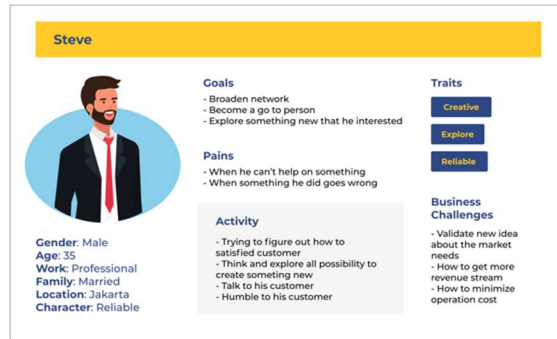 Steve
Gender: Male
Age: 35
Work: Professional
Family: Married
Location: Jakarta
Character: Reliable
Goals
- Broaden network
- Become a go to person
- Explore something new that he interested
Pains
- When he can't help on something
- When something he did goes wrong
Activity
- Trying to figure out how to
satisfied customer
- Think and explore all possibility to
create someting new
- Talk to his customer
- Humble to his customer
Traits
Creative
Explore
Reliable
Business
Challenges
- Validate new idea
about the market
needs
- How to get more
revenue stream
- How to minimize
operation cost